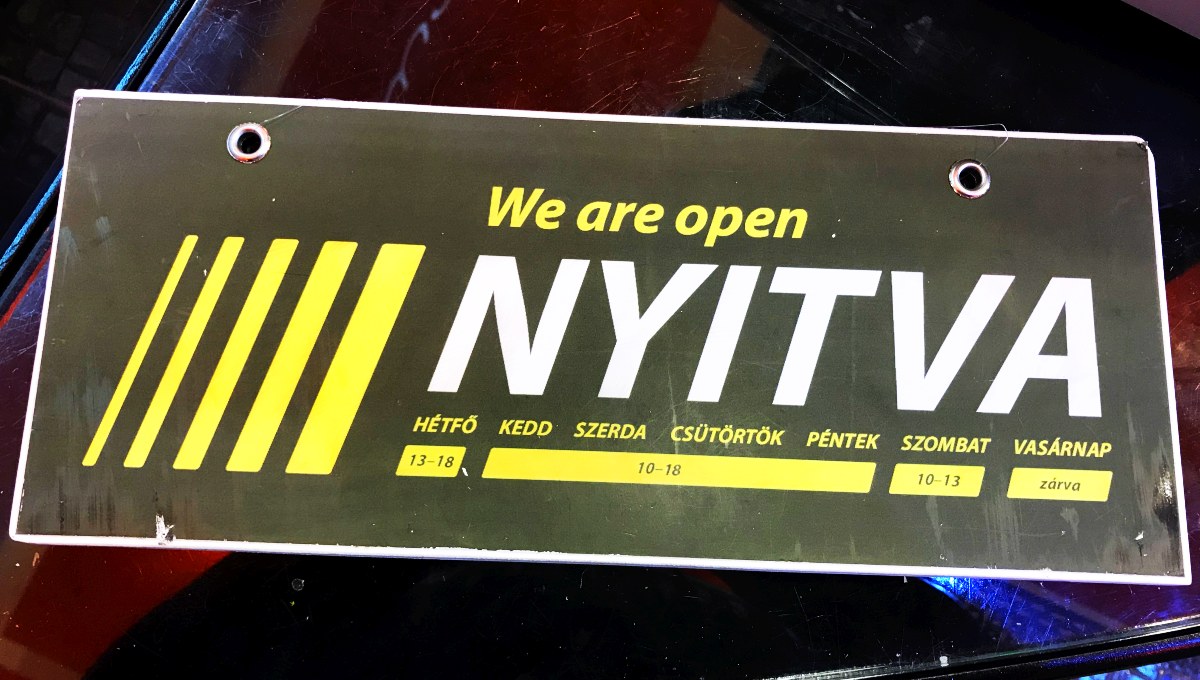 We are open
NYITVA
HÉTFŐ KEDD SZERDA CSÜTÖRTÖK PÉNTEK SZOMBAT VASÁRNAP
13–18 10–18 10–13 zárva